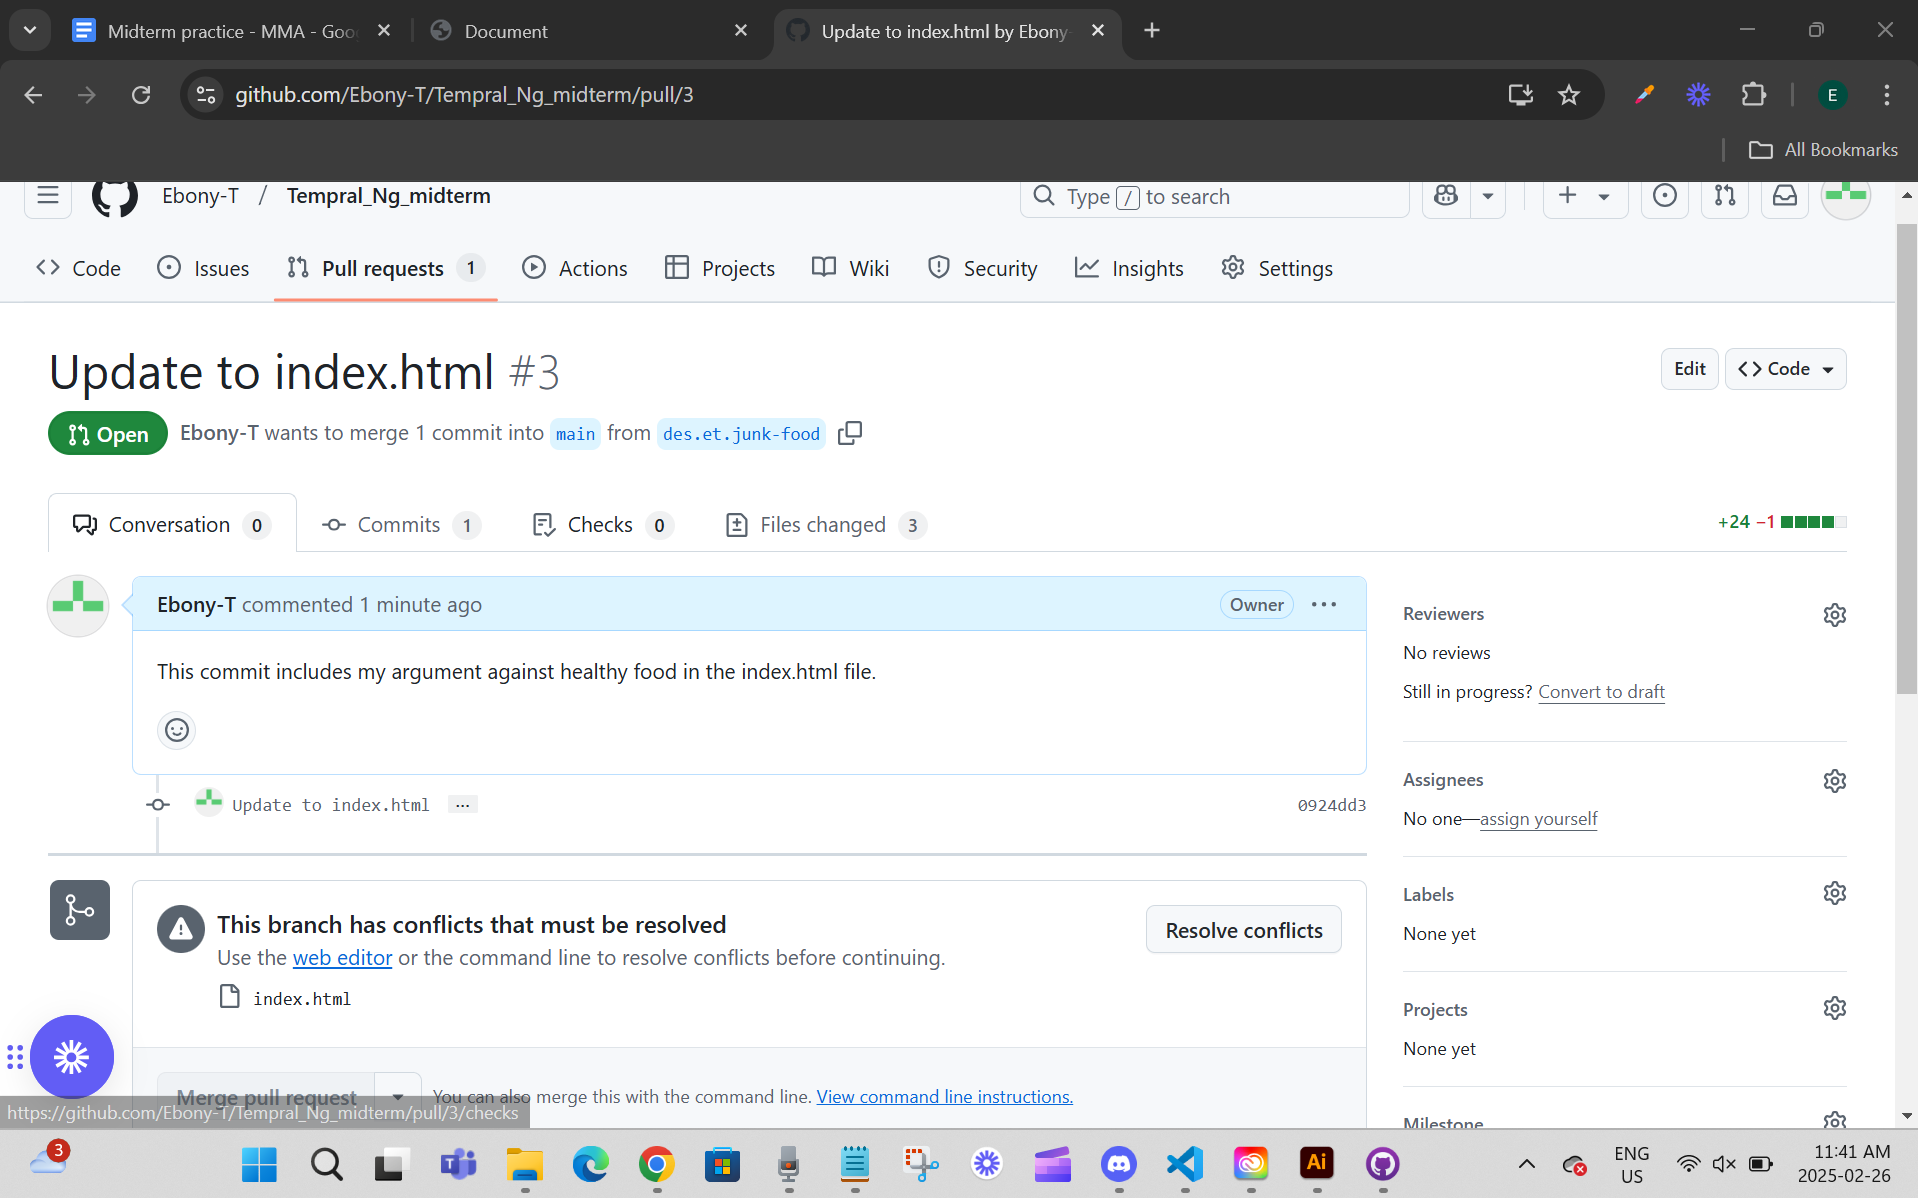 Midterm practice - MMA - Goo
Document
Update to index.html by Ebony-
github.com/Ebony-T/Tempral_Ng_midterm/pull/3
E
All Bookmarks
Ebony-T / Tempral_Ng_midterm
Type / to search
Code
Issues
Pull requests 1
Actions
Projects
Wiki
Security
Insights
Settings
Update to index.html #3
Edit
Code
Open
Ebony-T wants to merge 1 commit into main from des.et.junk-food
Conversation 0
Commits 1
Checks 0
Files changed 3
+24 −1
Ebony-T commented 1 minute ago
Owner
This commit includes my argument against healthy food in the index.html file.
Update to index.html
0924dd3
This branch has conflicts that must be resolved
Use the web editor or the command line to resolve conflicts before continuing.
index.html
Resolve conflicts
Merge pull request
You can also merge this with the command line. View command line instructions.
Reviewers
No reviews
Still in progress? Convert to draft
Assignees
No one—assign yourself
Labels
None yet
Projects
None yet
Milestone
https://github.com/Ebony-T/Tempral_Ng_midterm/pull/3/checks
3
T
Ai
ENG
US
11:41 AM
2025-02-26